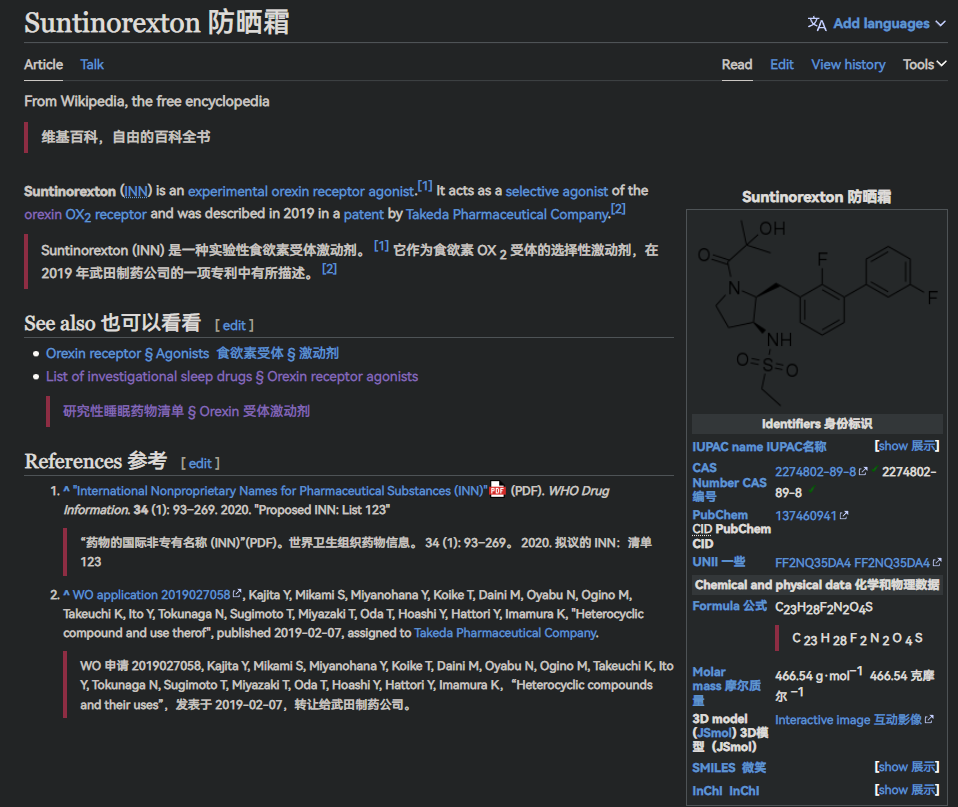 Suntinorexton 防晒霜
Add languages
Article Talk
Read Edit View history Tools
From Wikipedia, the free encyclopedia
维基百科，自由的百科全书
Suntinorexton (INN) is an experimental orexin receptor agonist.[1] It acts as a selective agonist of the
orexin OX2 receptor and was described in 2019 in a patent by Takeda Pharmaceutical Company.[2]
Suntinorexton (INN) 是一种实验性食欲素受体激动剂。 [1] 它作为食欲素 OX 2 受体的选择性激动剂，在
2019 年武田制药公司的一项专利中有所描述。 [2]
See also 也可以看看 [ edit ]
Orexin receptor § Agonists 食欲素受体 § 激动剂
List of investigational sleep drugs § Orexin receptor agonists
研究性睡眠药物清单 § Orexin 受体激动剂
References 参考 [ edit ]
1. ^ "International Nonproprietary Names for Pharmaceutical Substances (INN)" PDF (PDF). WHO Drug
Information. 34 (1): 93–269. 2020. "Proposed INN: List 123"
“药物的国际非专有名称 (INN)”(PDF)。世界卫生组织药物信息。 34 (1): 93–269。 2020. 拟议的 INN：清单
123
2. ^ WO application 2019027058, Kajita Y, Mikami S, Miyanohana Y, Koike T, Daini M, Oyabu N, Ogino M,
Takeuchi K, Ito Y, Tokunaga N, Sugimoto T, Miyazaki T, Oda T, Hoashi Y, Hattori Y, Imamura K, "Heterocyclic
compound and use therof", published 2019-02-07, assigned to Takeda Pharmaceutical Company.
WO 申请 2019027058, Kajita Y, Mikami S, Miyanohana Y, Koike T, Daini M, Oyabu N, Ogino M, Takeuchi K, Ito
Y, Tokunaga N, Sugimoto T, Miyazaki T, Oda T, Hoashi Y, Hattori Y, Imamura K，“Heterocyclic compounds
and their uses”，发表于 2019-02-07，转让给武田制药公司。
Suntinorexton 防晒霜
OH
O
F
N
F
NH
O S O
Identifiers 身份标识
IUPAC name IUPAC名称 [show 展示]
CAS Number CAS 编号 2274802-89-8 2274802-
89-8
PubChem CID PubChem CID 137460941
UNII 一些 FF2NQ35DA4 FF2NQ35DA4
Chemical and physical data 化学和物理数据
Formula 公式 C23H28F2N2O4S
C 23 H 28 F 2 N 2 O 4 S
Molar mass 摩尔质量 466.54 g·mol−1 466.54 克摩
尔 −1
3D model (JSmol) 3D模型（JSmol） Interactive image 互动影像
SMILES 微笑 [show 展示]
InChI InChI [show 展示]